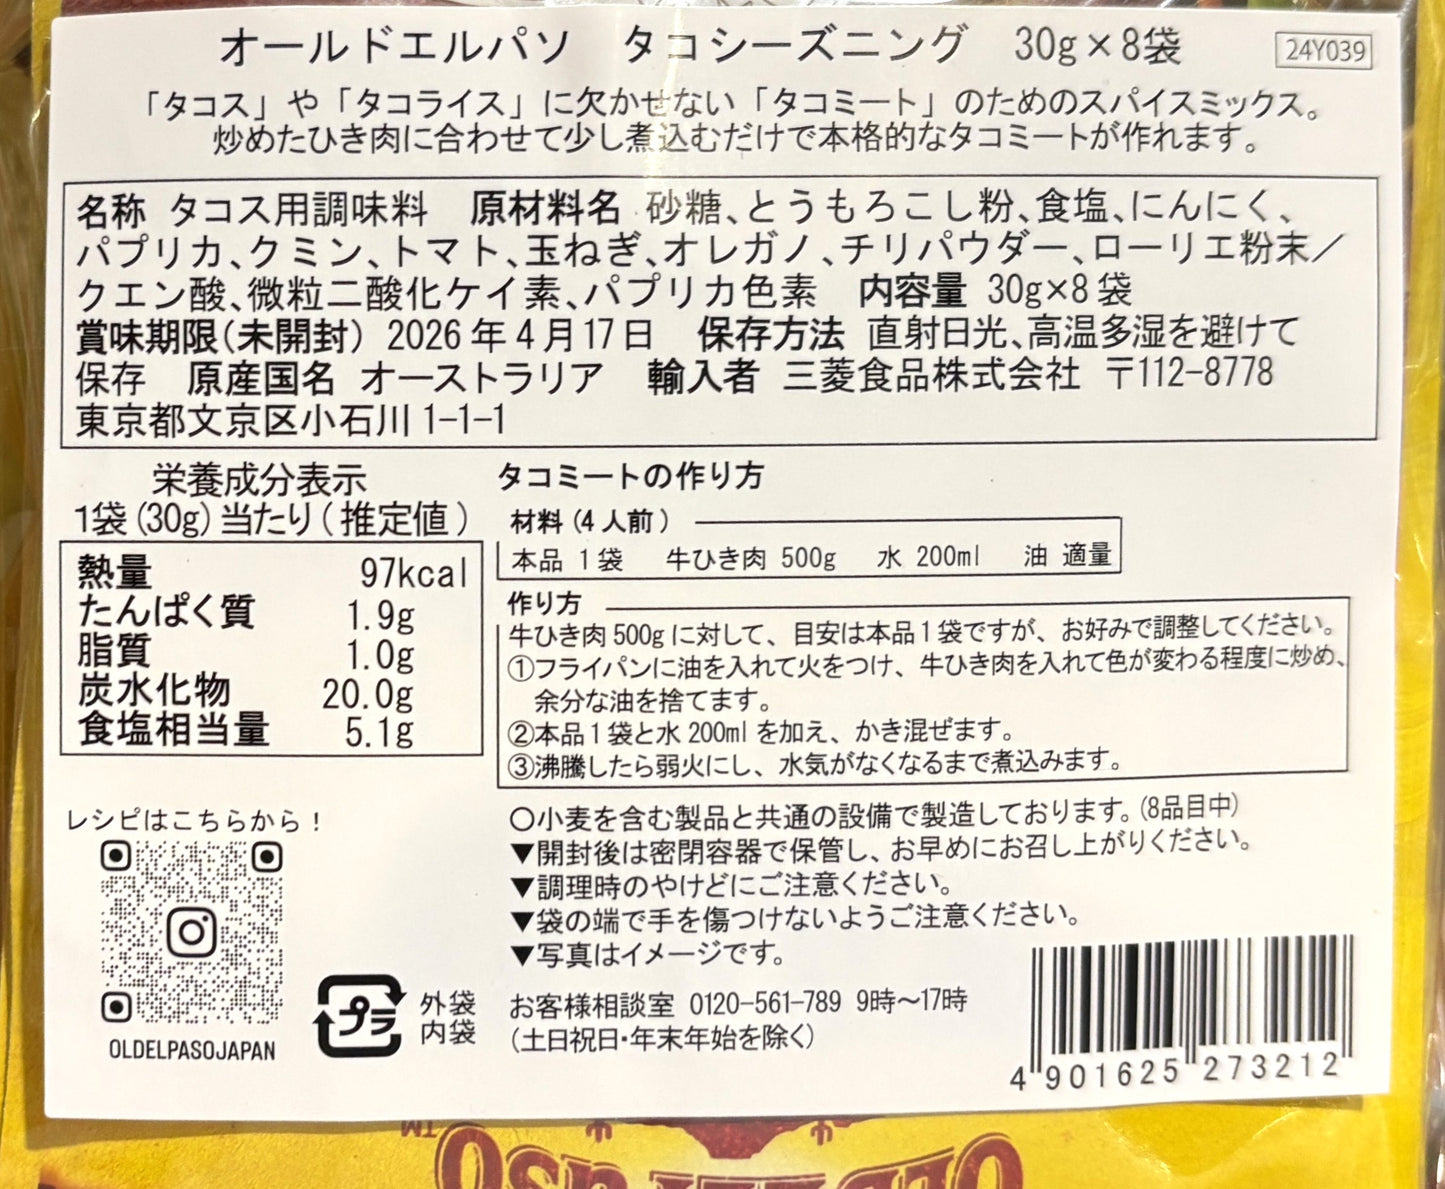 オールドエルパソ　タコシーズニング　30g×8袋　24Y039
「タコス」や「タコライス」に欠かせない「タコミート」のためのスパイスミックス。
炒めたひき肉に合わせて少し煮込むだけで本格的なタコミートが作れます。
名称 タコス用調味料　原材料名 砂糖、とうもろこし粉、食塩、にんにく、
パプリカ、クミン、トマト、玉ねぎ、オレガノ、チリパウダー、ローリエ粉末／
クエン酸、微粒二酸化ケイ素、パプリカ色素　内容量 30g×8袋
賞味期限（未開封）2026年4月17日　保存方法 直射日光、高温多湿を避けて
保存　原産国名 オーストラリア　輸入者 三菱食品株式会社 〒112-8778
東京都文京区小石川1-1-1
栄養成分表示
1袋(30g)当たり(推定値)
熱量 97kcal
たんぱく質 1.9g
脂質 1.0g
炭水化物 20.0g
食塩相当量 5.1g
タコミートの作り方
材料(4人前)
本品 1袋　牛ひき肉 500g　水 200ml　油 適量
作り方
牛ひき肉500gに対して、目安は本品1袋ですが、お好みで調整してください。
①フライパンに油を入れて火をつけ、牛ひき肉を入れて色が変わる程度に炒め、
余分な油を捨てます。
②本品1袋と水200mlを加え、かき混ぜます。
③沸騰したら弱火にし、水気がなくなるまで煮込みます。
レシピはこちらから！
OLDELPASOJAPAN
プラ
外袋
内袋
〇小麦を含む製品と共通の設備で製造しております。(8品目中)
▼開封後は密閉容器で保管し、お早めにお召し上がりください。
▼調理時のやけどにご注意ください。
▼袋の端で手を傷つけないようご注意ください。
▼写真はイメージです。
お客様相談室 0120-561-789 9時～17時
(土日祝日・年末年始を除く)
4 901625 273212
OLD EL PASO™